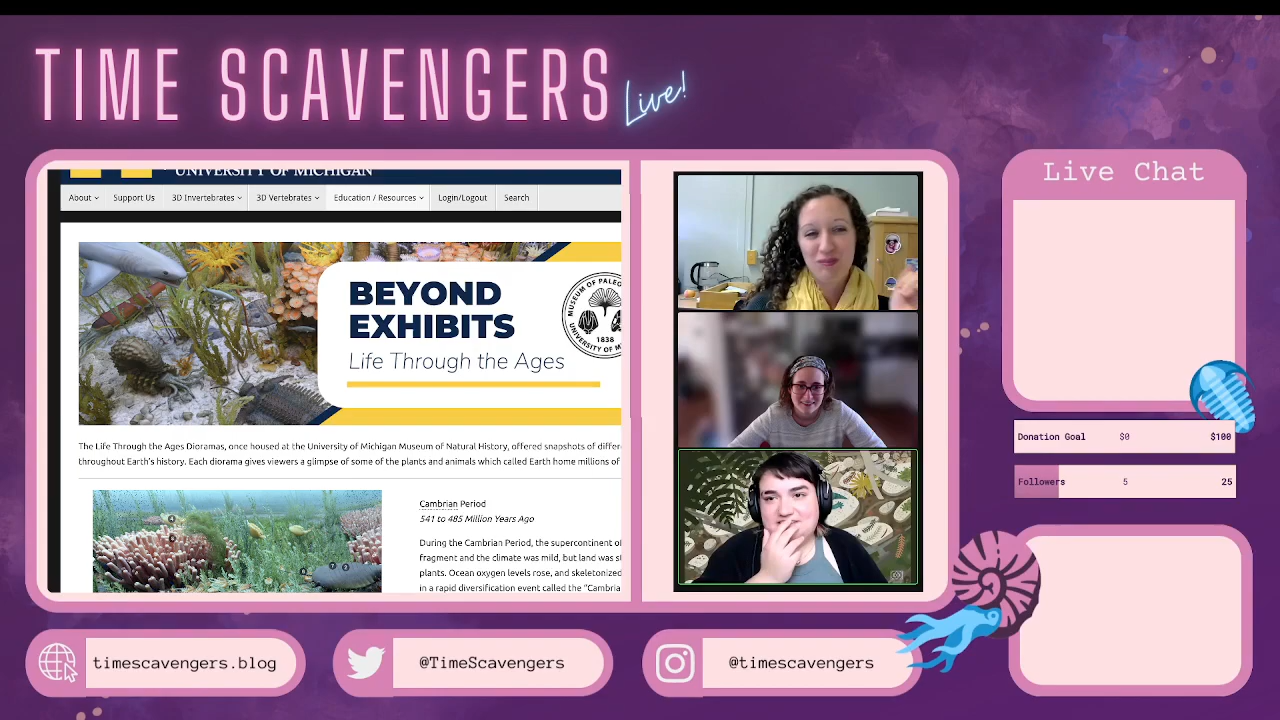 TIME SCAVENGERS
Live!
UNIVERSITY OF MICHIGAN
About
Support Us
3D Invertebrates
3D Vertebrates
Education / Resources
Login/Logout
Search
BEYOND
EXHIBITS
Life Through the Ages
MUSEUM OF PALEO
UNIVERSITY OF M
1838
The Life Through the Ages Dioramas, once housed at the University of Michigan Museum of Natural History, offered snapshots of differ
throughout Earth's history. Each diorama gives viewers a glimpse of some of the plants and animals which called Earth home millions of
Cambrian Period
541 to 485 Million Years Ago
During the Cambrian Period, the supercontinent of
fragment and the climate was mild, but land was st
plants. Ocean oxygen levels rose, and skeletonized
in a rapid diversification event called the "Cambria
Live Chat
Donation Goal $0 $100
Followers 5 25
timescavengers.blog
@TimeScavengers
@timescavengers